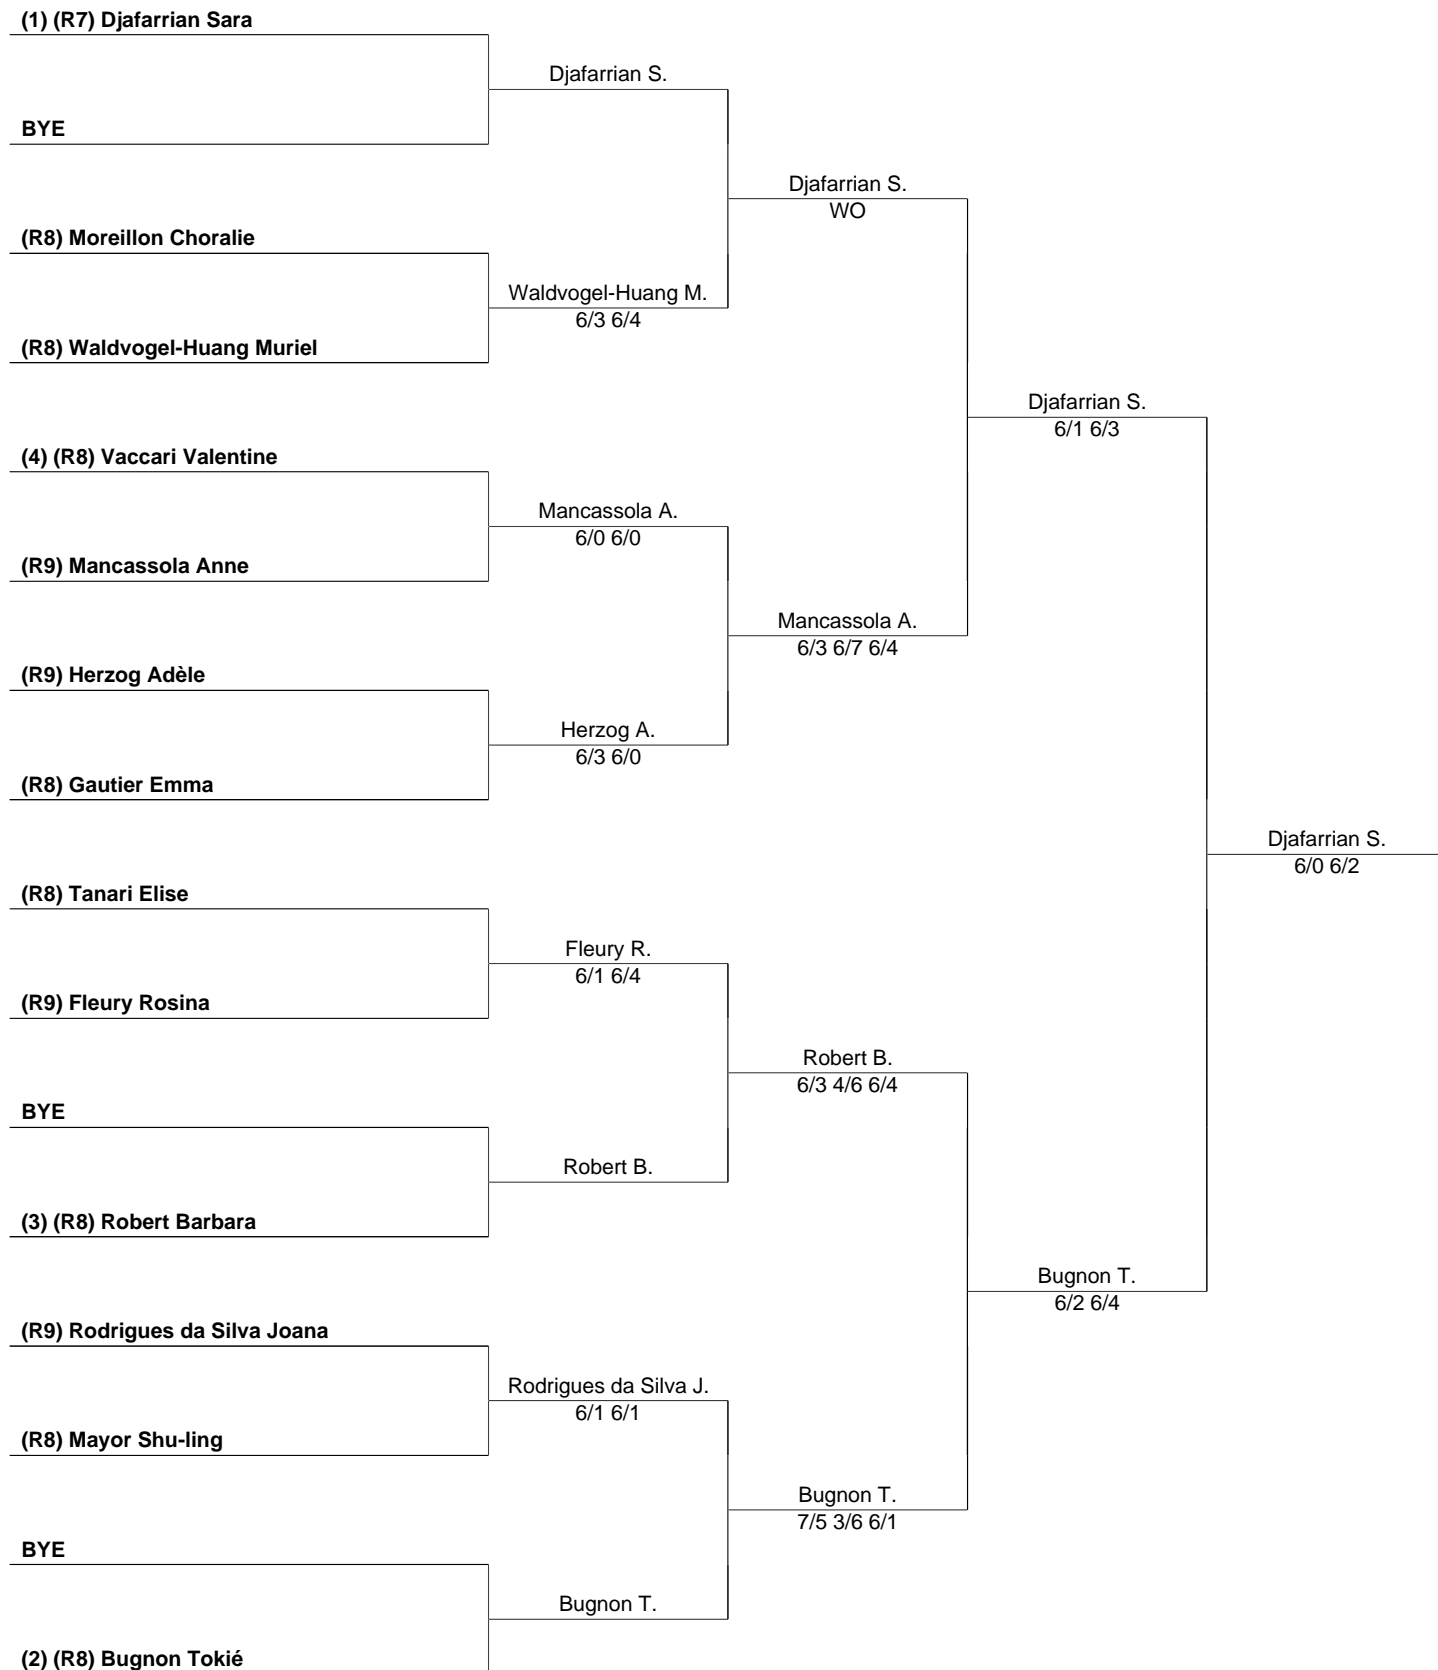 (1) (R7) Djafarrian Sara
Djafarrian S.
BYE
Djafarrian S.
WO
(R8) Moreillon Choralie
Waldvogel-Huang M.
6/3 6/4
(R8) Waldvogel-Huang Muriel
Djafarrian S.
6/1 6/3
(4) (R8) Vaccari Valentine
Mancassola A.
6/0 6/0
(R9) Mancassola Anne
Mancassola A.
6/3 6/7 6/4
(R9) Herzog Adèle
Herzog A.
6/3 6/0
(R8) Gautier Emma
Djafarrian S.
6/0 6/2
(R8) Tanari Elise
Fleury R.
6/1 6/4
(R9) Fleury Rosina
Robert B.
6/3 4/6 6/4
BYE
Robert B.
(3) (R8) Robert Barbara
Bugnon T.
6/2 6/4
(R9) Rodrigues da Silva Joana
Rodrigues da Silva J.
6/1 6/1
(R8) Mayor Shu-ling
Bugnon T.
7/5 3/6 6/1
BYE
Bugnon T.
(2) (R8) Bugnon Tokié